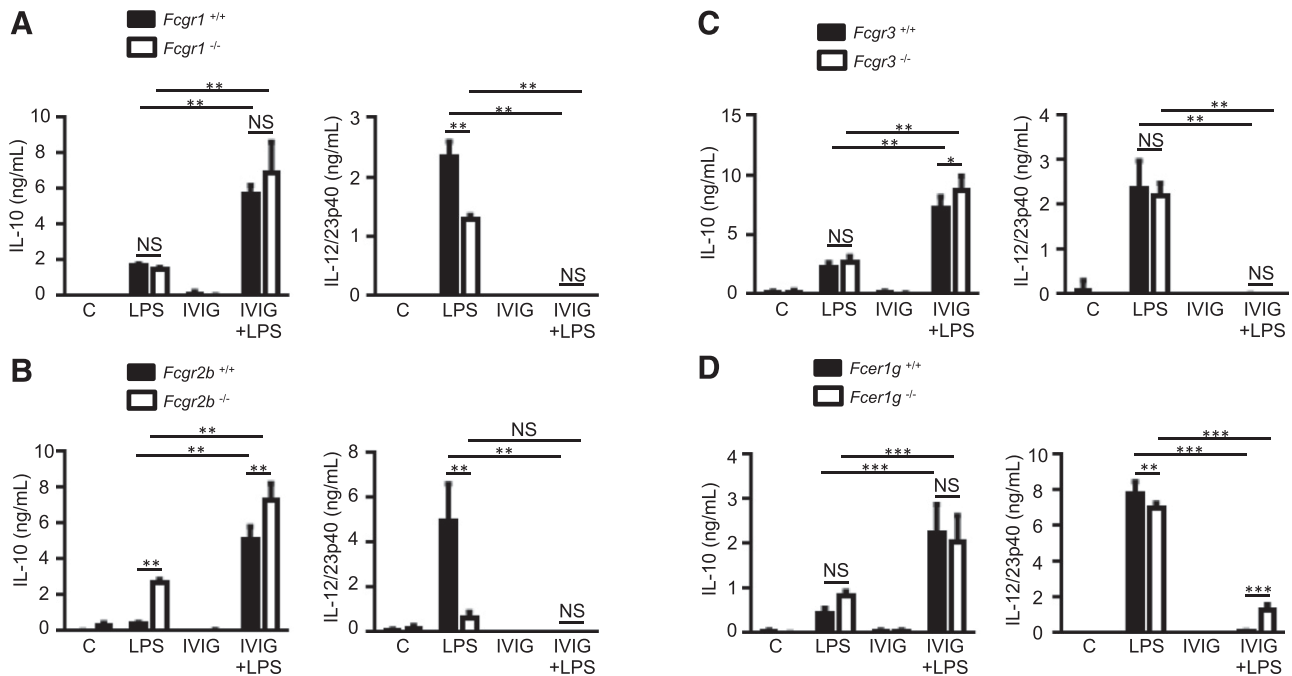 A
Fcgr1 +/+
Fcgr1 -/-
IL-10 (ng/mL)
10
8
6
4
2
0
**
**
NS
NS
C LPS IVIG IVIG
+LPS
IL-12/23p40 (ng/mL)
3
2
1
0
**
**
**
NS
C LPS IVIG IVIG
+LPS
B
Fcgr2b +/+
Fcgr2b -/-
IL-10 (ng/mL)
10
8
6
4
2
0
**
**
**
**
C LPS IVIG IVIG
+LPS
IL-12/23p40 (ng/mL)
8
6
4
2
0
NS
**
**
NS
C LPS IVIG IVIG
+LPS
C
Fcgr3 +/+
Fcgr3 -/-
IL-10 (ng/mL)
15
10
5
0
**
**
*
NS
C LPS IVIG IVIG
+LPS
IL-12/23p40 (ng/mL)
4
3
2
1
0
**
**
NS
NS
C LPS IVIG IVIG
+LPS
D
Fcer1g +/+
Fcer1g -/-
IL-10 (ng/mL)
4
3
2
1
0
***
***
NS
NS
C LPS IVIG IVIG
+LPS
IL-12/23p40 (ng/mL)
10
8
6
4
2
0
***
***
**
***
C LPS IVIG IVIG
+LPS